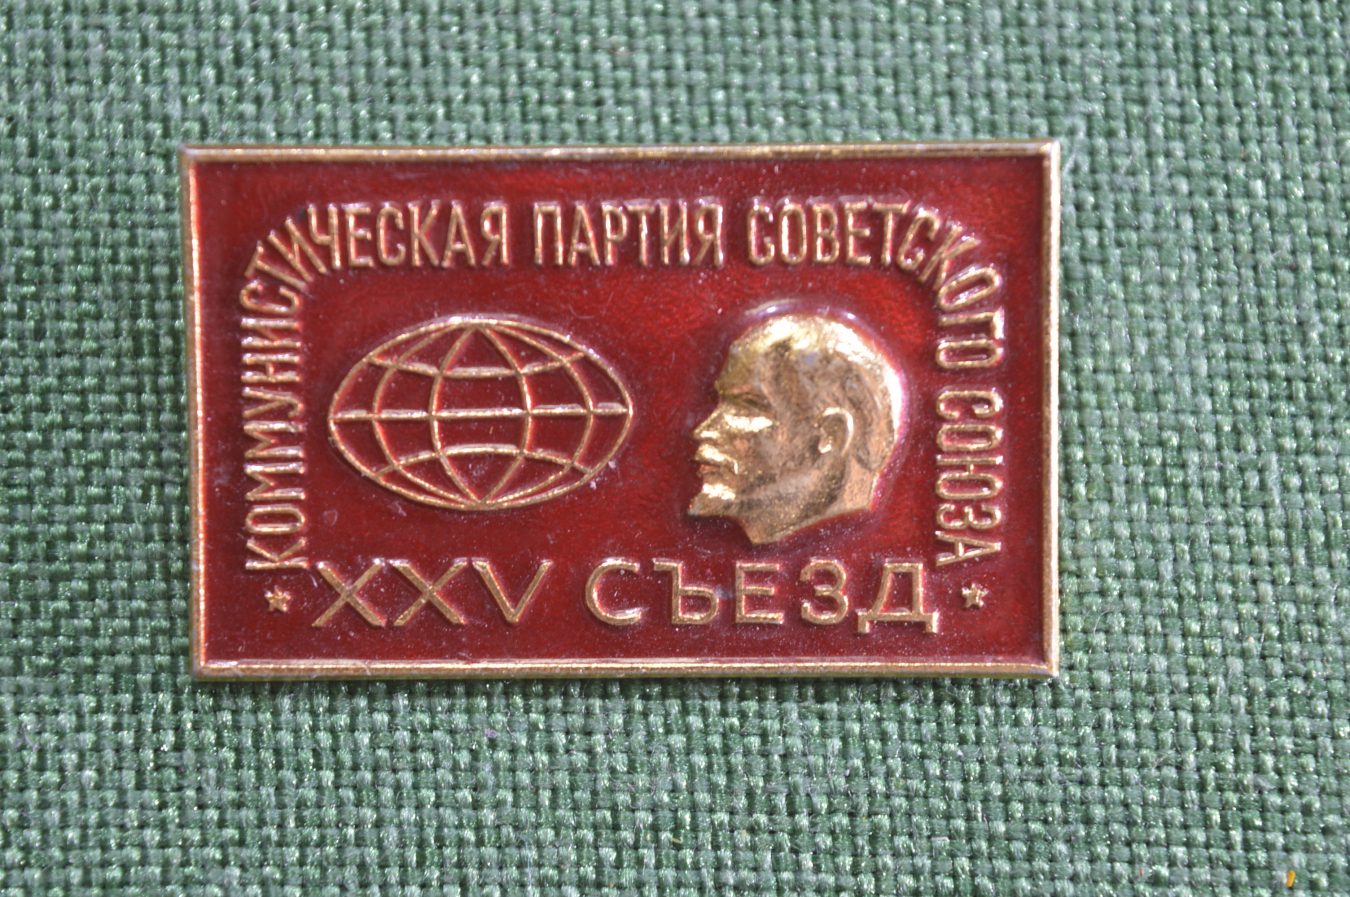 КОММУНИСТИЧЕСКАЯ ПАРТИЯ СОВЕТСКОГО СОЮЗА
XXV СЪЕЗД